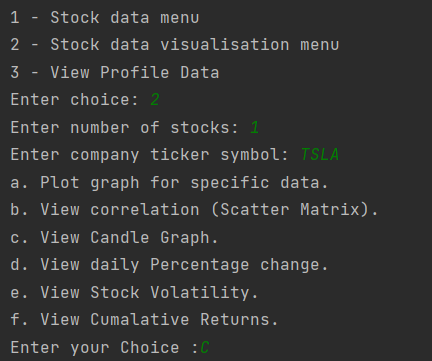 1 - Stock data menu
2 - Stock data visualisation menu
3 - View Profile Data
Enter choice: 2
Enter number of stocks: 1
Enter company ticker symbol: TSLA
a. Plot graph for specific data.
b. View correlation (Scatter Matrix).
c. View Candle Graph.
d. View daily Percentage change.
e. View Stock Volatility.
f. View Cumalative Returns.
Enter your Choice :C